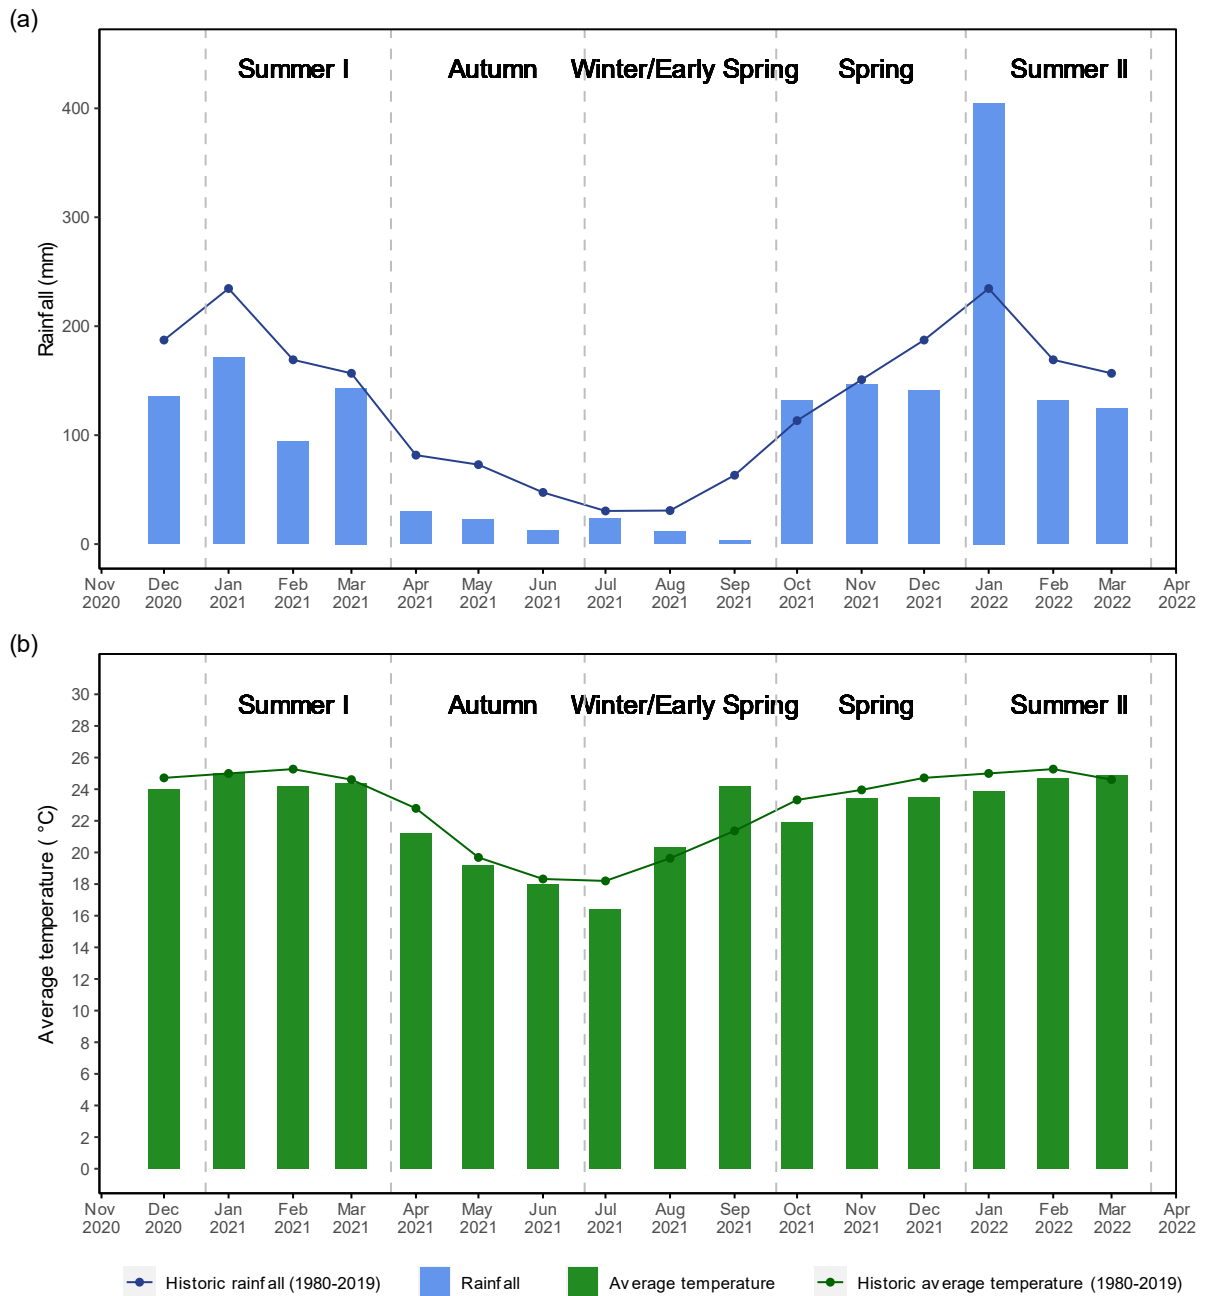 (a)
Summer I Autumn Winter/Early Spring Spring Summer II
Rainfall (mm)
400
300
200
100
0
Nov Dec Jan Feb Mar Apr May Jun Jul Aug Sep Oct Nov Dec Jan Feb Mar Apr
2020 2020 2021 2021 2021 2021 2021 2021 2021 2021 2021 2021 2021 2021 2022 2022 2022 2022
(b)
Summer I Autumn Winter/Early Spring Spring Summer II
Average temperature ( °C)
30
28
26
24
22
20
18
16
14
12
10
8
6
4
2
0
Nov Dec Jan Feb Mar Apr May Jun Jul Aug Sep Oct Nov Dec Jan Feb Mar Apr
2020 2020 2021 2021 2021 2021 2021 2021 2021 2021 2021 2021 2021 2021 2022 2022 2022 2022
Historic rainfall (1980-2019) Rainfall Average temperature Historic average temperature (1980-2019)